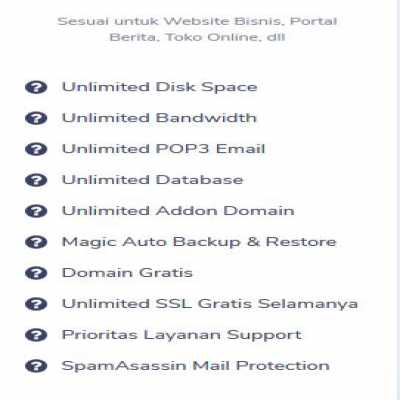 Sesuai untuk Website Bisnis, Portal
Berita, Toko Online, dll
Unlimited Disk Space
Unlimited Bandwidth
Unlimited POP3 Email
Unlimited Database
Unlimited Addon Domain
Magic Auto Backup & Restore
Domain Gratis
Unlimited SSL Gratis Selamanya
Prioritas Layanan Support
SpamAsassin Mail Protection